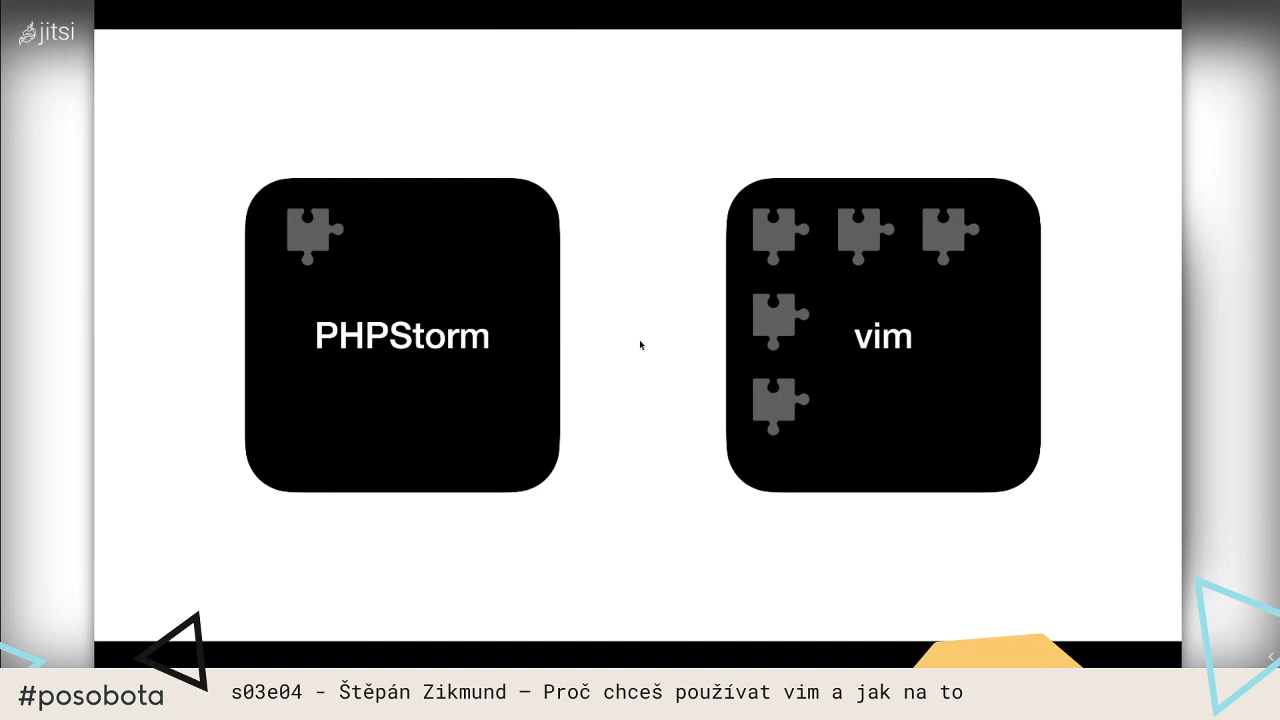 jitsi
PHPStorm
vim
#posobota
s03e04 - Štěpán Zikmund – Proč chceš používat vim a jak na to